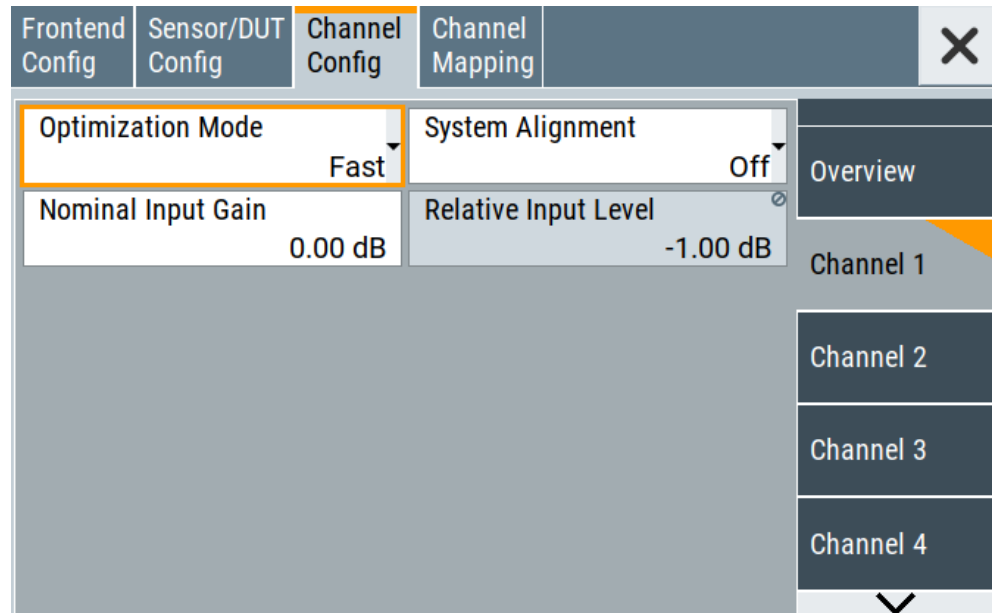 Frontend
Config
Sensor/DUT
Config
Channel
Config
Channel
Mapping
Optimization Mode
Fast
System Alignment
Off
Nominal Input Gain
0.00 dB
Relative Input Level
-1.00 dB
Overview
Channel 1
Channel 2
Channel 3
Channel 4